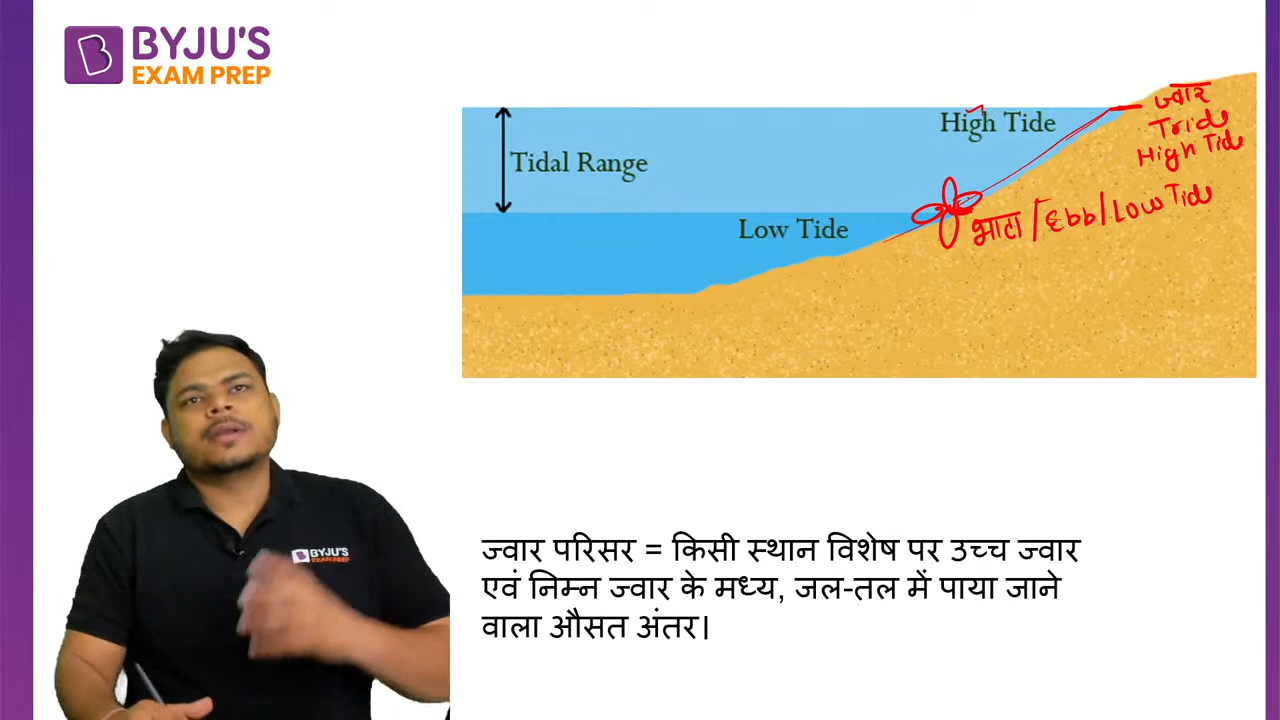 BYJU'S
EXAM PREP
High Tide
Tidal Range
Low Tide
ज्वार
Tride
High Tide
भाटा/Ebb/Low Tide
BYJU'S
EXAM PREP
ज्वार परिसर = किसी स्थान विशेष पर उच्च ज्वार
एवं निम्न ज्वार के मध्य, जल-तल में पाया जाने
वाला औसत अंतर।